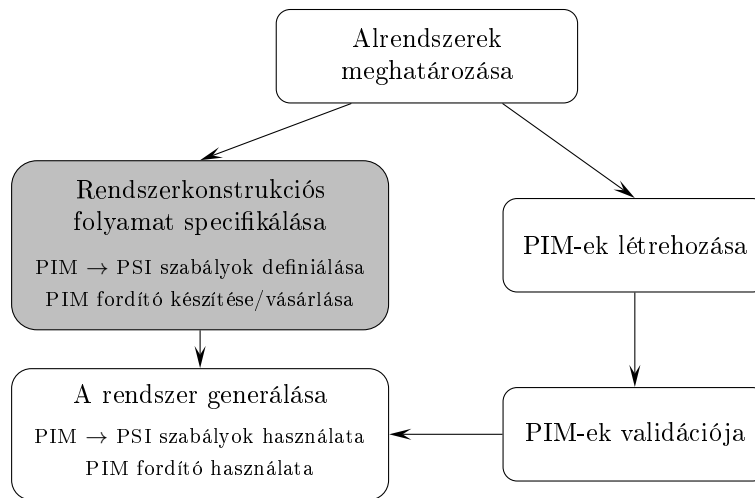 Alrendszerek
meghatározása
Rendszerkonstrukciós
folyamat specifikálása
PIM → PSI szabályok definiálása
PIM fordító készítése/vásárlása
PIM-ek létrehozása
A rendszer generálása
PIM → PSI szabályok használata
PIM fordító használata
PIM-ek validációja